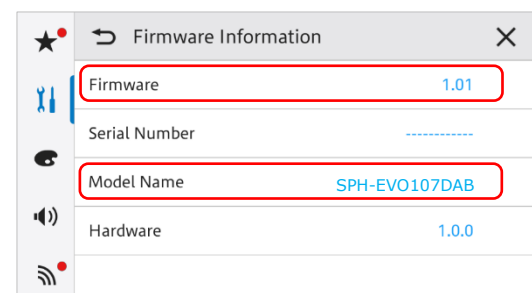 Firmware Information
Firmware 1.01
Serial Number ------------
Model Name SPH-EVO107DAB
Hardware 1.0.0